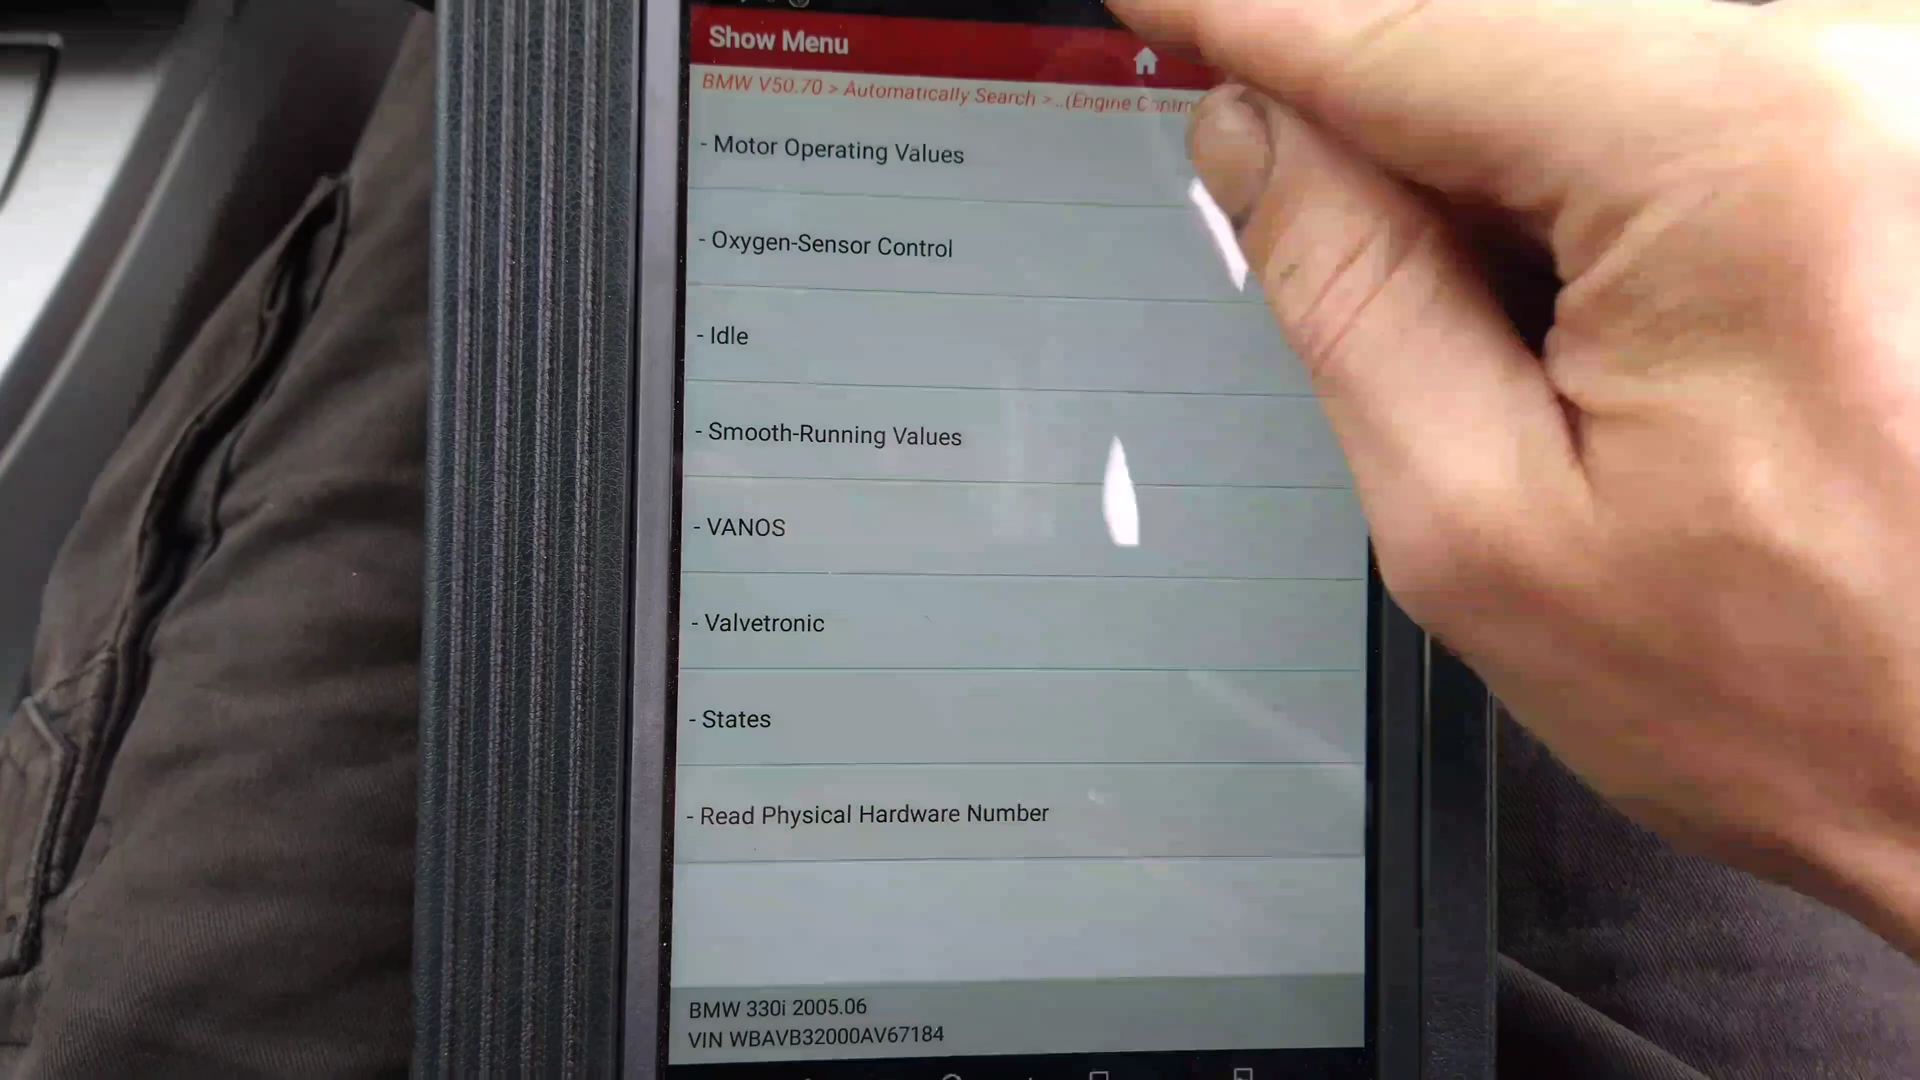 Show Menu
BMW V50.70 > Automatically Search > ..(Engine
- Motor Operating Values
- Oxygen-Sensor Control
- Idle
- Smooth-Running Values
- VANOS
- Valvetronic
- States
- Read Physical Hardware Number
BMW 330i 2005.06
VIN WBAVB32000AV67184